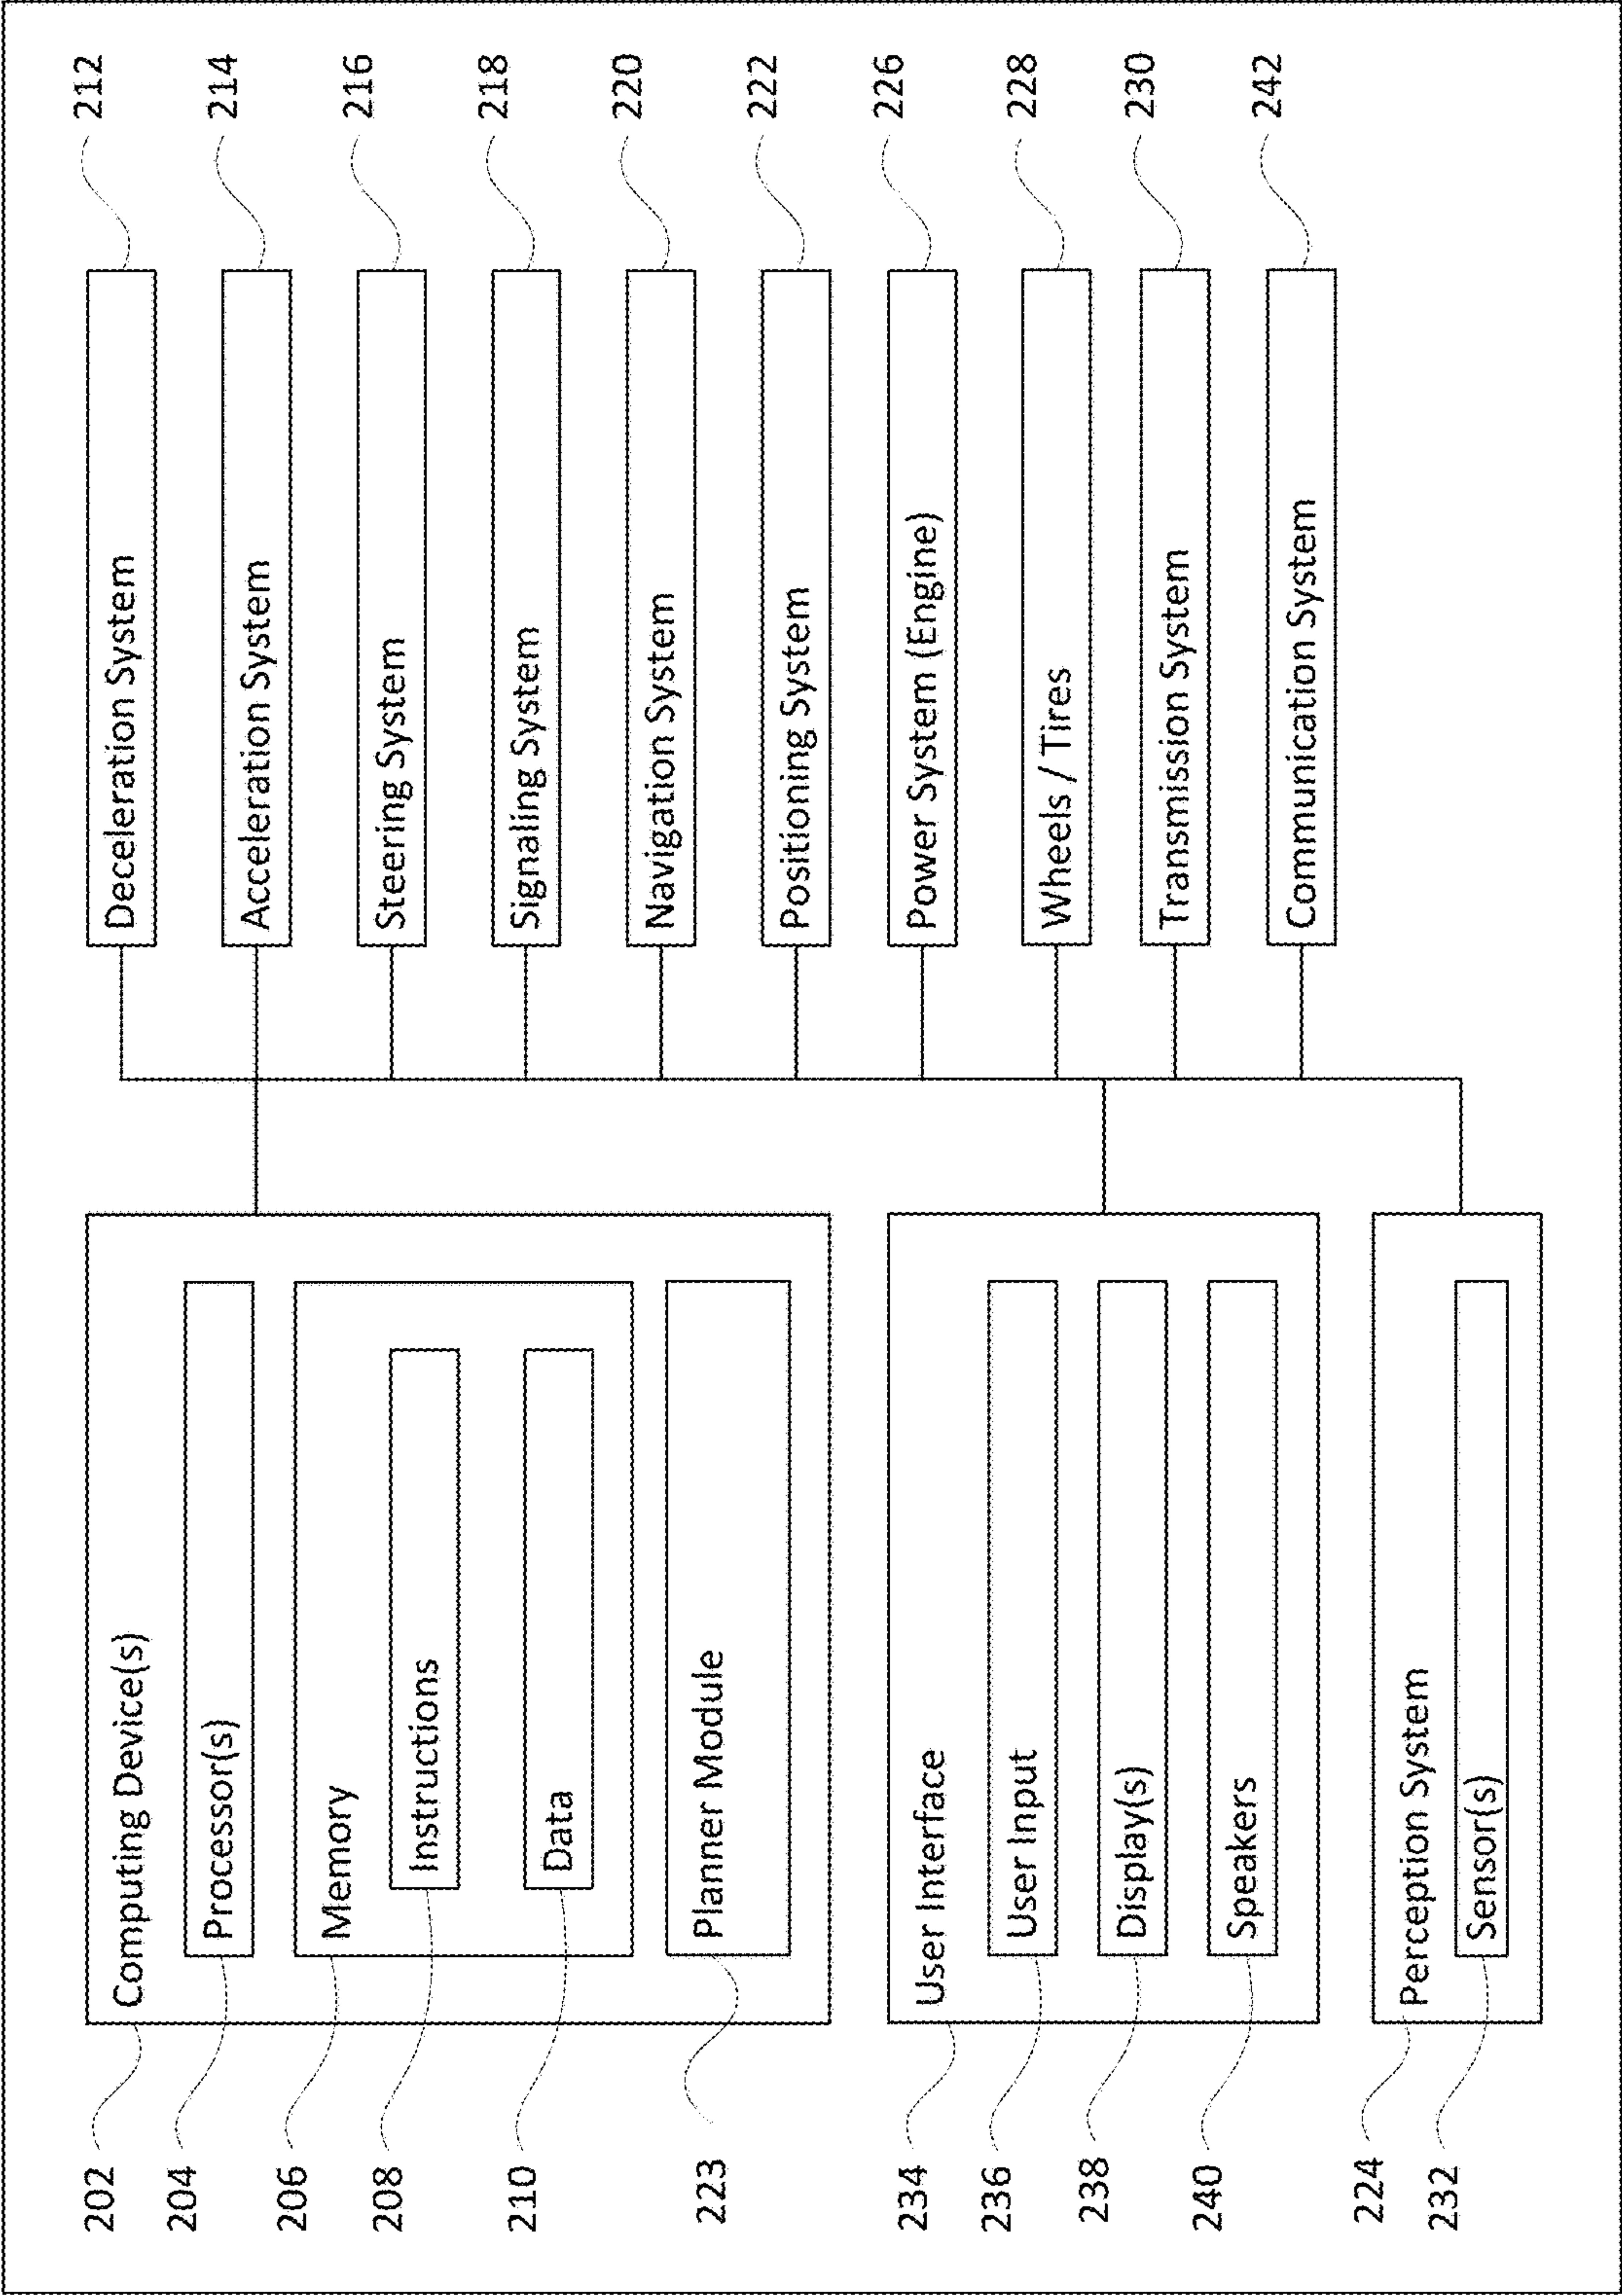 202
Computing Device(s)
204
Processor(s)
206
Memory
208
Instructions
210
Data
223
Planner Module
234
User Interface
236
User Input
238
Display(s)
240
Speakers
224
Perception System
232
Sensor(s)
Deceleration System
212
Acceleration System
214
Steering System
216
Signaling System
218
Navigation System
220
Positioning System
222
Power System (Engine)
226
Wheels / Tires
228
Transmission System
230
Communication System
242